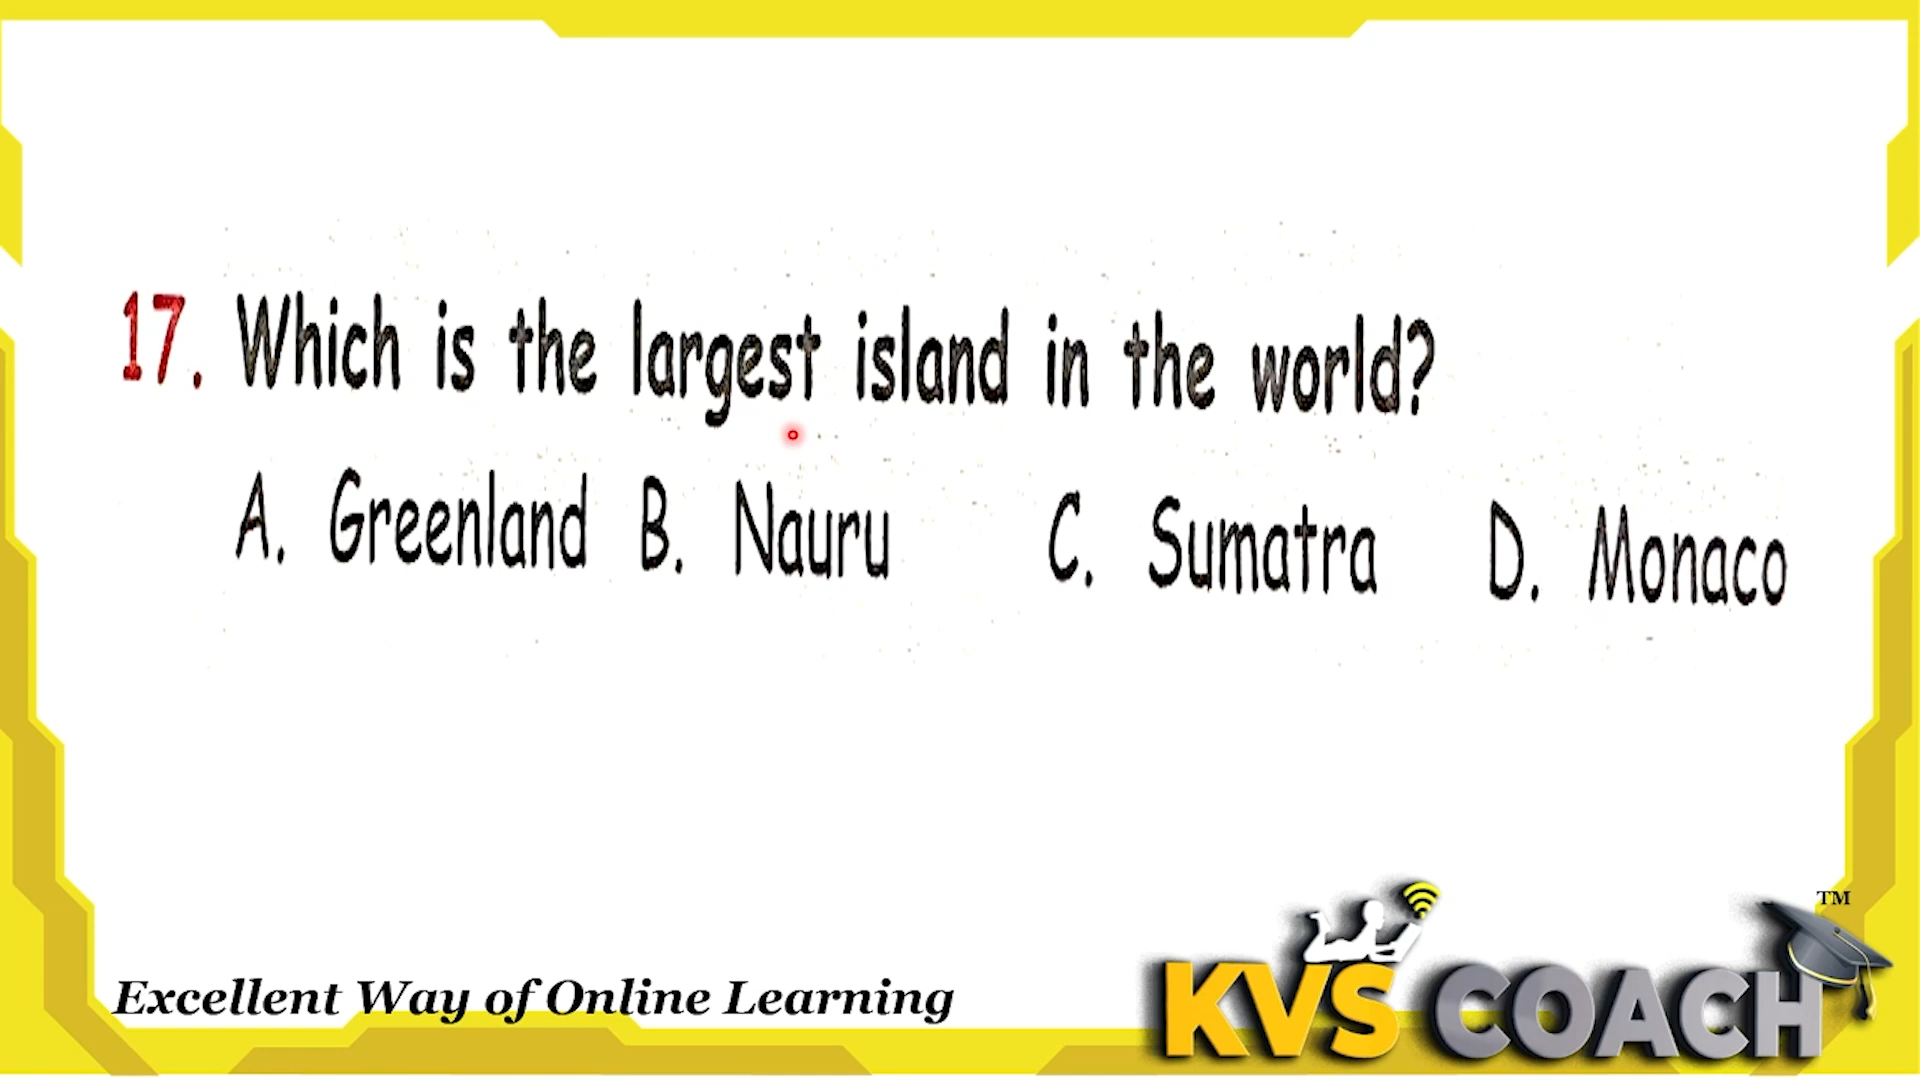 17. Which is the largest island in the world?
A. Greenland B. Nauru C. Sumatra D. Monaco
Excellent Way of Online Learning
KVS COACH TM